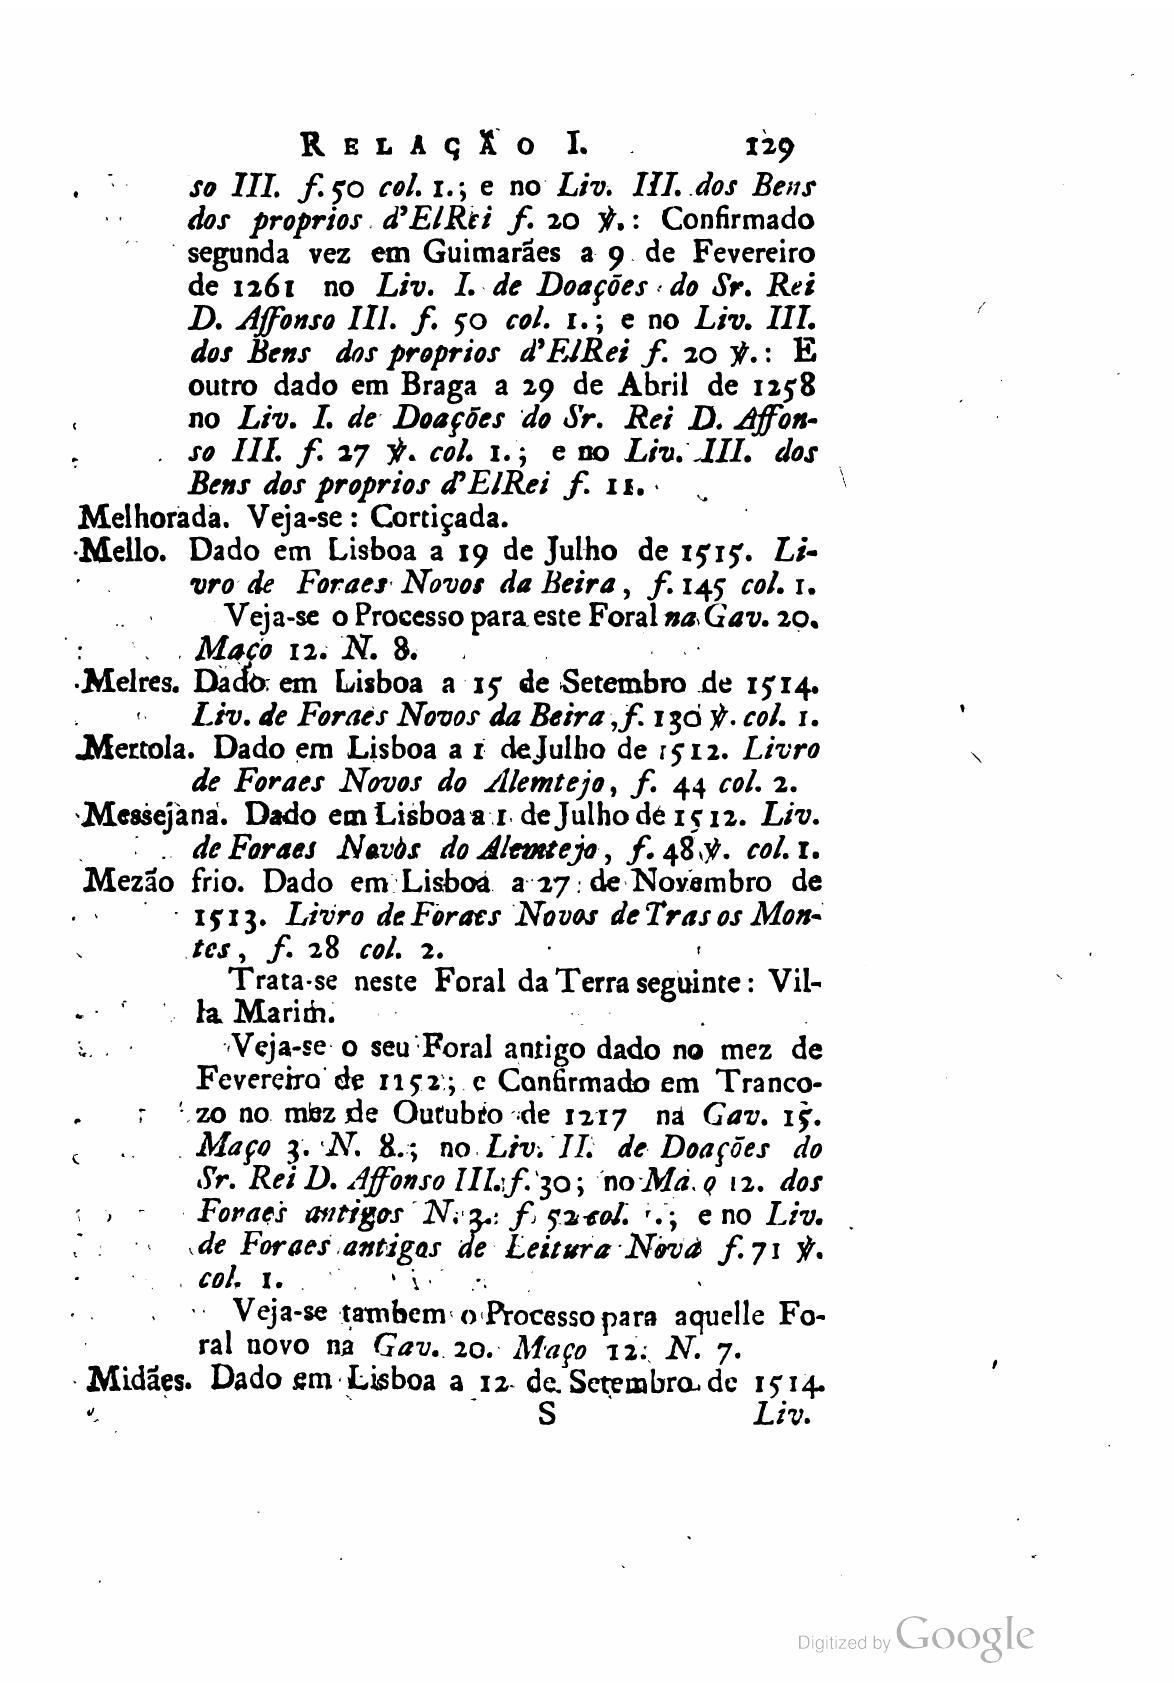 RELAÇÃO I. 129
so III. f. 50 col. 1.; e no Liv. III. dos Bens
dos proprios d'ElRei f. 20 ℣.: Confirmado
segunda vez em Guimarães a 9 de Fevereiro
de 1261 no Liv. I. de Doações do Sr. Rei
D. Affonso III. f. 50 col. 1.; e no Liv. III.
dos Bens dos proprios d'ElRei f. 20 ℣.: E
outro dado em Braga a 29 de Abril de 1258
no Liv. I. de Doações do Sr. Rei D. Affon-
so III. f. 27 ℣. col. 1.; e no Liv. III. dos
Bens dos proprios d'ElRei f. 11.
Melhorada. Veja-se: Cortiçada.
Mello. Dado em Lisboa a 19 de Julho de 1515. Li-
vro de Foraes Novos da Beira, f. 145 col. 1.
Veja-se o Processo para este Foral na Gav. 20.
Maço 12. N. 8.
Melres. Dado em Lisboa a 15 de Setembro de 1514.
Liv. de Foraes Novos da Beira, f. 130 ℣. col. 1.
Mertola. Dado em Lisboa a 1 de Julho de 1512. Livro
de Foraes Novos do Alemtejo, f. 44 col. 2.
Messejana. Dado em Lisboa a 1 de Julho de 1512. Liv.
de Foraes Novos do Alemtejo, f. 48 ℣. col. 1.
Mezão frio. Dado em Lisboa a 27 de Novembro de
1513. Livro de Foraes Novos de Tras os Mon-
tes, f. 28 col. 2.
Trata-se neste Foral da Terra seguinte: Vil-
la Marim.
Veja-se o seu Foral antigo dado no mez de
Fevereiro de 1152; e Confirmado em Tranco-
zo no mez de Outubro de 1217 na Gav. 15.
Maço 3. N. 8.; no Liv. II. de Doações do
Sr. Rei D. Affonso III. f. 30; no Maço 12. dos
Foraes antigos N. 3. f. 52 col. .; e no Liv.
de Foraes antigos de Leitura Nova f. 71 ℣.
col. 1.
Veja-se tambem o Processo para aquelle Fo-
ral novo na Gav. 20. Maço 12. N. 7.
Midães. Dado em Lisboa a 12 de Setembro de 1514.
S Liv.
Digitized by Google